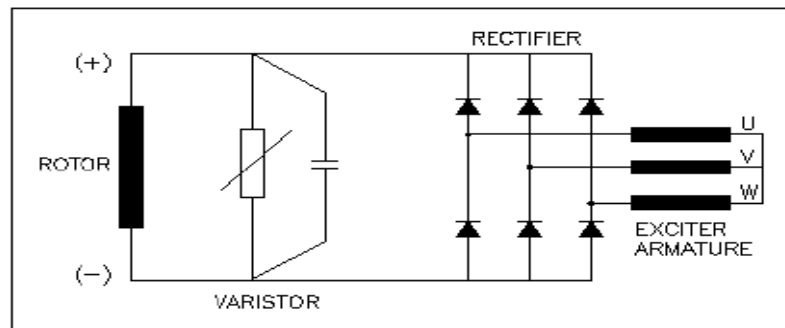 RECTIFIER
(+)
U
V
ROTOR
W
EXCITER
ARMATURE
(-)
VARISTOR